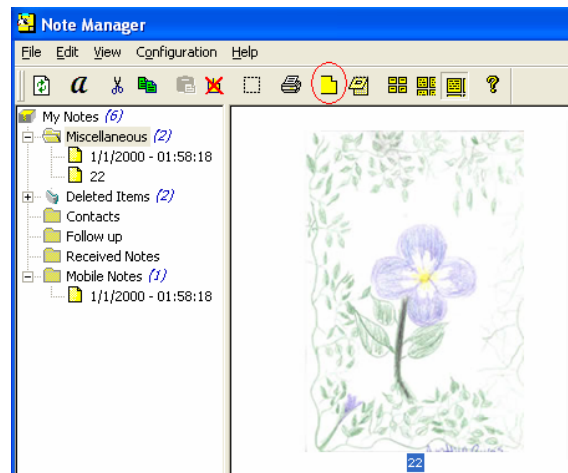 Note Manager
File Edit View Configuration Help
a
My Notes (6)
Miscellaneous (2)
1/1/2000 - 01:58:18
22
Deleted Items (2)
Contacts
Follow up
Received Notes
Mobile Notes (1)
1/1/2000 - 01:58:18
22